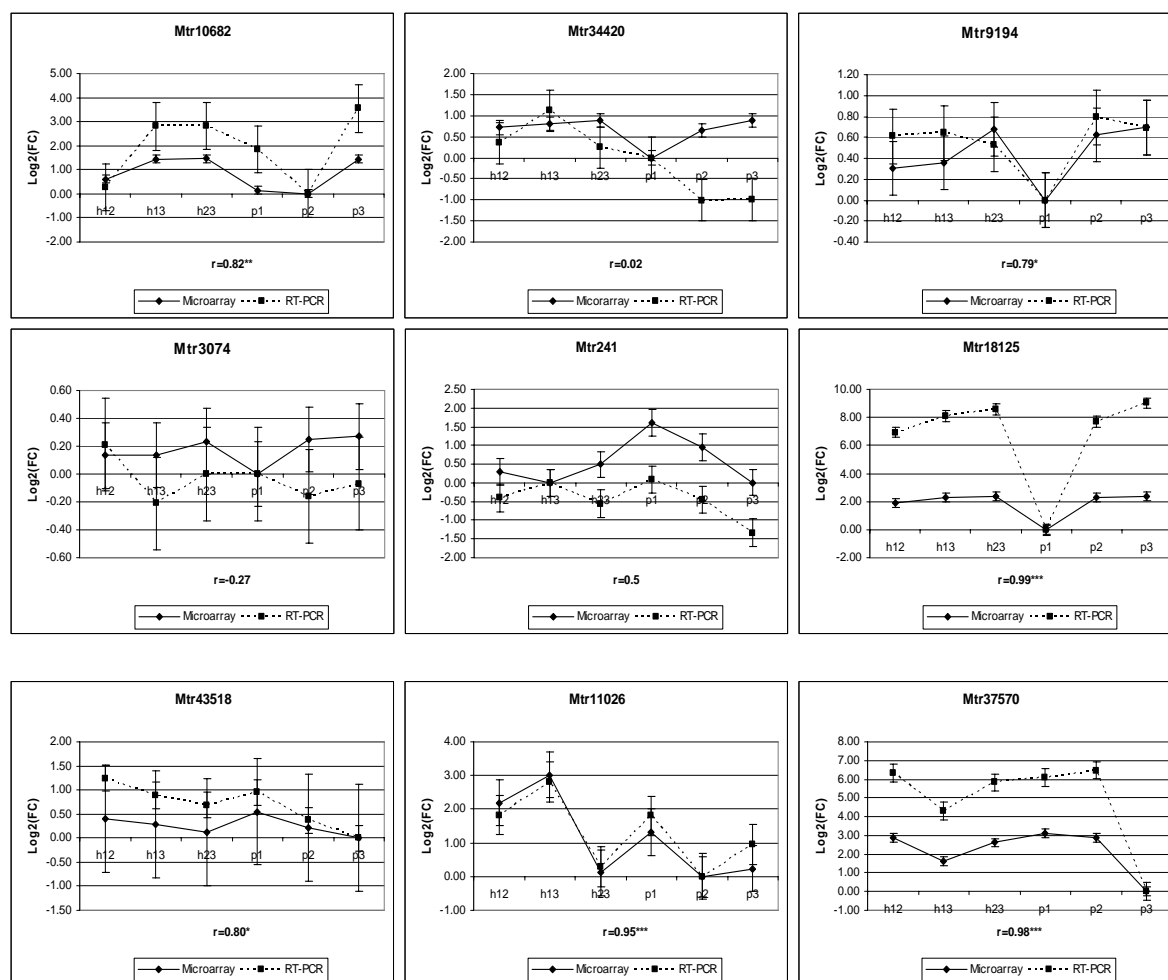 Mtr10682
5.00
4.00
3.00
2.00
1.00
0.00
-1.00
-2.00
Log2(FC)
h12 h13 h23 p1 p2 p3
r=0.82**
Microarray RT-PCR
Mtr34420
2.00
1.50
1.00
0.50
0.00
-0.50
-1.00
-1.50
-2.00
Log2(FC)
h12 h13 h23 p1 p2 p3
r=0.02
Micorarray RT-PCR
Mtr9194
1.20
1.00
0.80
0.60
0.40
0.20
0.00
-0.20
-0.40
Log2(FC)
h12 h13 h23 p1 p2 p3
r=0.79*
Microarray RT-PCR
Mtr3074
0.60
0.40
0.20
0.00
-0.20
-0.40
-0.60
Log2(FC)
h12 h13 h23 p1 p2 p3
r=-0.27
Microarray RT-PCR
Mtr241
2.50
2.00
1.50
1.00
0.50
0.00
-0.50
-1.00
-1.50
-2.00
Log2(FC)
h12 h13 h23 p1 p2 p3
r=0.5
Microarray RT-PCR
Mtr18125
10.00
8.00
6.00
4.00
2.00
0.00
-2.00
Log2(FC)
h12 h13 h23 p1 p2 p3
r=0.99***
Microarray RT-PCR
Mtr43518
2.00
1.50
1.00
0.50
0.00
-0.50
-1.00
-1.50
Log2(FC)
h12 h13 h23 p1 p2 p3
r=0.80*
Microarray RT-PCR
Mtr11026
4.00
3.00
2.00
1.00
0.00
-1.00
Log2(FC)
h12 h13 h23 p1 p2 p3
r=0.95***
Microarray RT-PCR
Mtr37570
8.00
7.00
6.00
5.00
4.00
3.00
2.00
1.00
0.00
-1.00
Log2(FC)
h12 h13 h23 p1 p2 p3
r=0.98***
Microarray RT-PCR